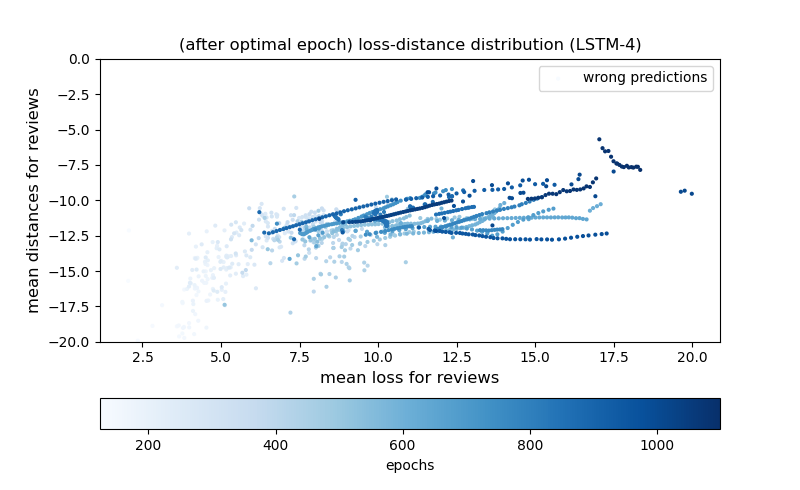 (after optimal epoch) loss-distance distribution (LSTM-4)
wrong predictions
mean distances for reviews
0.0
−2.5
−5.0
−7.5
−10.0
−12.5
−15.0
−17.5
−20.0
2.5 5.0 7.5 10.0 12.5 15.0 17.5 20.0
mean loss for reviews
200 400 600 800 1000
epochs